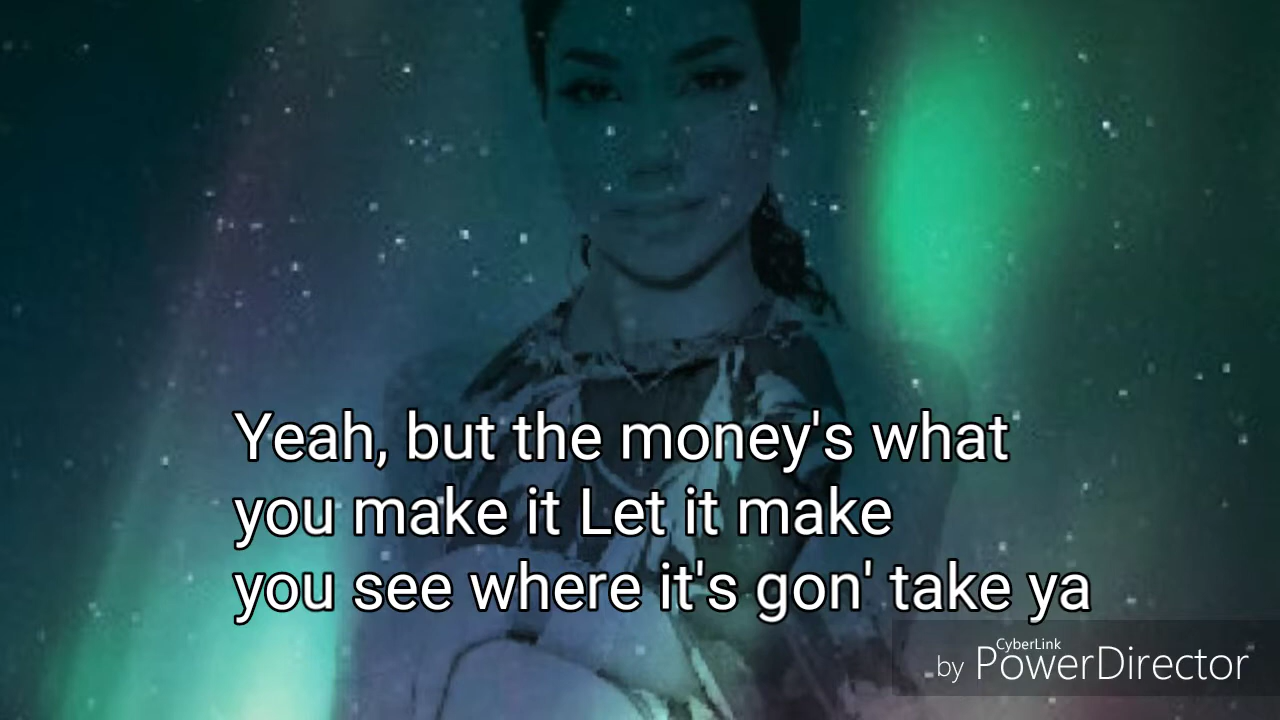 Yeah, but the money's what
you make it Let it make
you see where it's gon' take ya
CyberLink
by PowerDirector